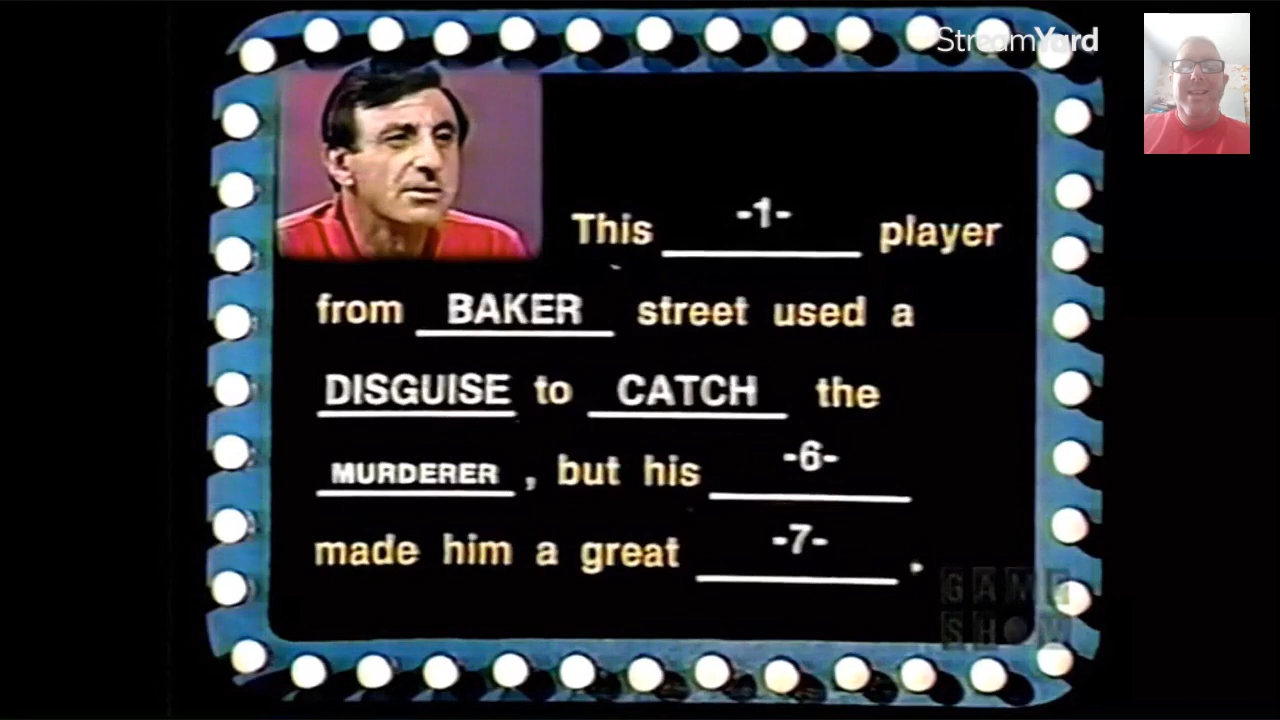 StreamYard
This -1- player
from BAKER street used a
DISGUISE to CATCH the
MURDERER, but his -6-
made him a great -7-.
GAME
SHOW